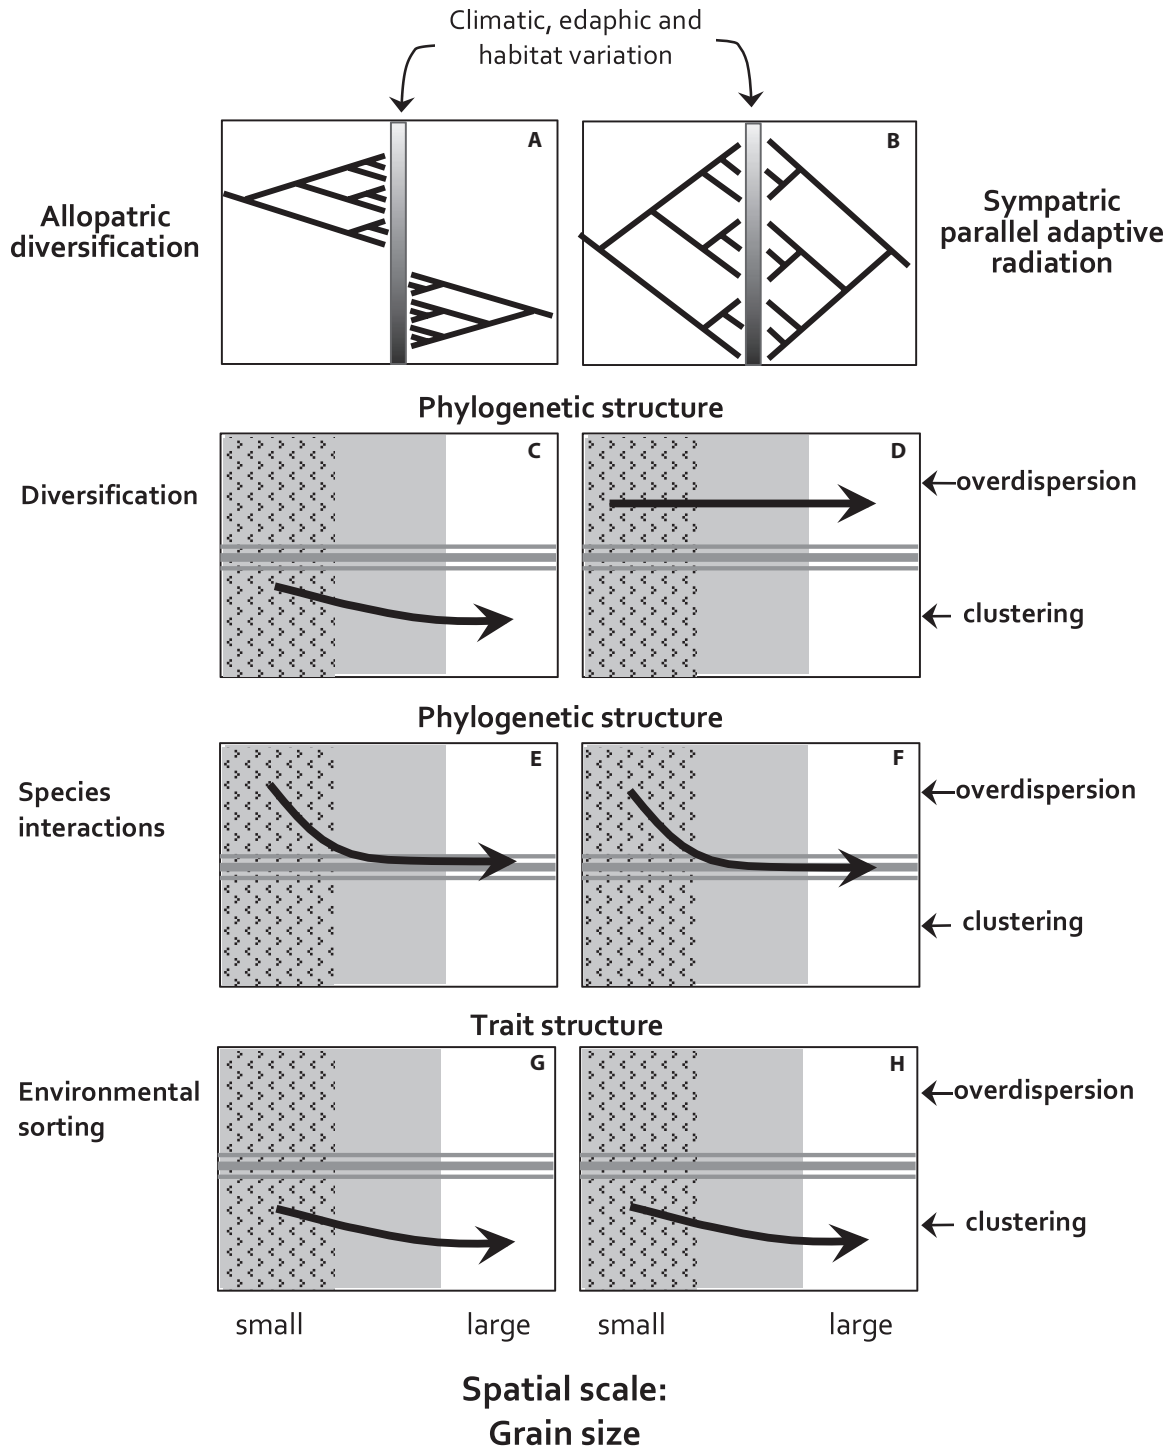 Climatic, edaphic and
habitat variation
A
B
Allopatric
diversification
Sympatric
parallel adaptive
radiation
Phylogenetic structure
C
D
Diversification
overdispersion
clustering
Phylogenetic structure
E
F
Species
interactions
overdispersion
clustering
Trait structure
G
H
Environmental
sorting
overdispersion
clustering
small
large
small
large
Spatial scale:
Grain size